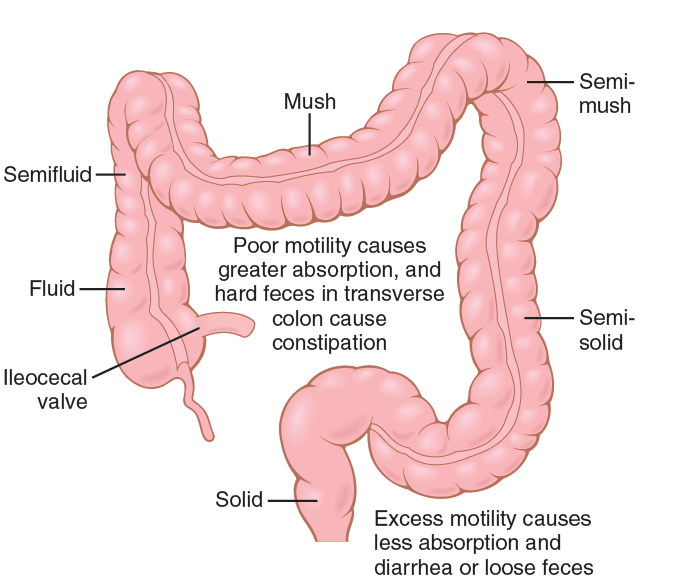 Mush
Semi-
mush
Semifluid
Poor motility causes
greater absorption, and
hard feces in transverse
colon cause
constipation
Fluid
Semi-
solid
Ileocecal
valve
Solid
Excess motility causes
less absorption and
diarrhea or loose feces